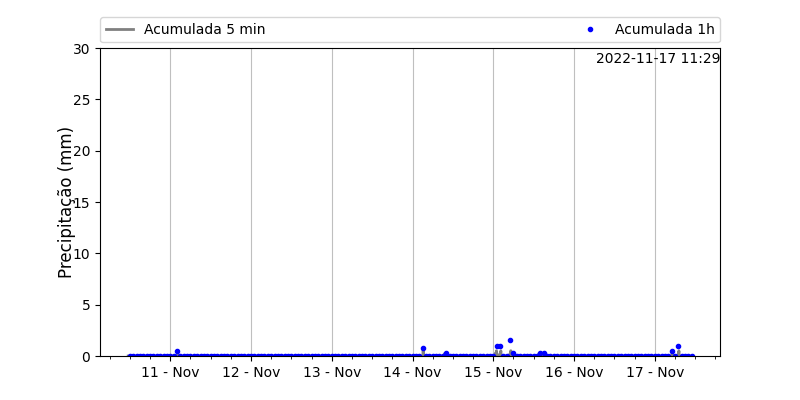 Acumulada 5 min
Acumulada 1h
2022-11-17 11:29
Precipitação (mm)
30
25
20
15
10
5
0
11 - Nov
12 - Nov
13 - Nov
14 - Nov
15 - Nov
16 - Nov
17 - Nov